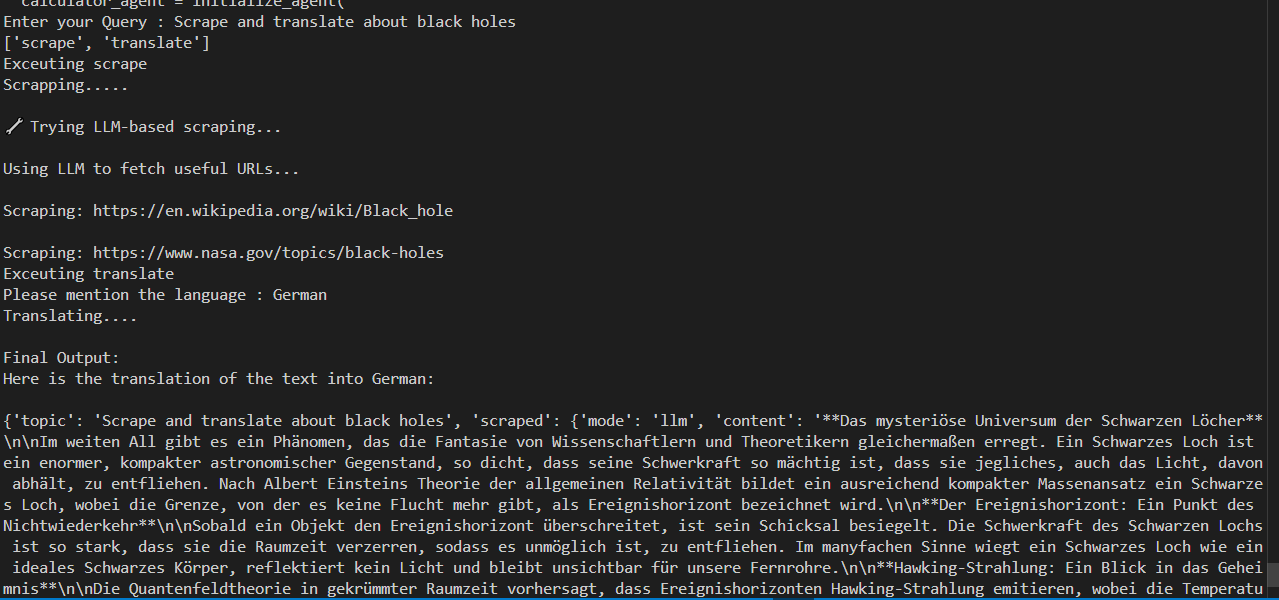 calculator_agent = initialize_agent(
Enter your Query : Scrape and translate about black holes
['scrape', 'translate']
Exceuting scrape
Scrapping.....
Trying LLM-based scraping...
Using LLM to fetch useful URLs...
Scraping: https://en.wikipedia.org/wiki/Black_hole
Scraping: https://www.nasa.gov/topics/black-holes
Exceuting translate
Please mention the language : German
Translating....
Final Output:
Here is the translation of the text into German:
{'topic': 'Scrape and translate about black holes', 'scraped': {'mode': 'llm', 'content': '**Das mysteriöse Universum der Schwarzen Löcher**
\n\nIm weiten All gibt es ein Phänomen, das die Fantasie von Wissenschaftlern und Theoretikern gleichermaßen erregt. Ein Schwarzes Loch ist
ein enormer, kompakter astronomischer Gegenstand, so dicht, dass seine Schwerkraft so mächtig ist, dass sie jegliches, auch das Licht, davon
abhält, zu entfliehen. Nach Albert Einsteins Theorie der allgemeinen Relativität bildet ein ausreichend kompakter Massenansatz ein Schwarze
s Loch, wobei die Grenze, von der es keine Flucht mehr gibt, als Ereignishorizont bezeichnet wird.\n\n**Der Ereignishorizont: Ein Punkt des
Nichtwiederkehr**\n\nSobald ein Objekt den Ereignishorizont überschreitet, ist sein Schicksal besiegelt. Die Schwerkraft des Schwarzen Lochs
ist so stark, dass sie die Raumzeit verzerren, sodass es unmöglich ist, zu entfliehen. Im manyfachen Sinne wiegt ein Schwarzes Loch wie ein
ideales Schwarzes Körper, reflektiert kein Licht und bleibt unsichtbar für unsere Fernrohre.\n\n**Hawking-Strahlung: Ein Blick in das Gehei
mnis**\n\nDie Quantenfeldtheorie in gekrümmter Raumzeit vorhersagt, dass Ereignishorizonten Hawking-Strahlung emitieren, wobei die Temperatu